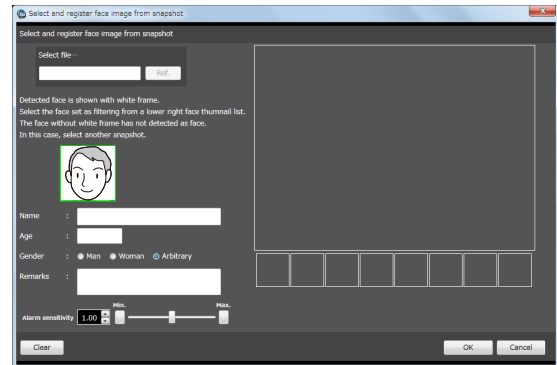 Select and register face image from snapshot
Select and register face image from snapshot
Select file...
Ref.
Detected face is shown with white frame.
Select the face set as filtering from a lower right face thumnail list.
The face without white frame has not detected as face.
In this case, select another snapshot.
Name :
Age :
Gender : Man Woman Arbitrary
Remarks :
Min. Max.
Alarm sensitivity 1.00
Clear OK Cancel